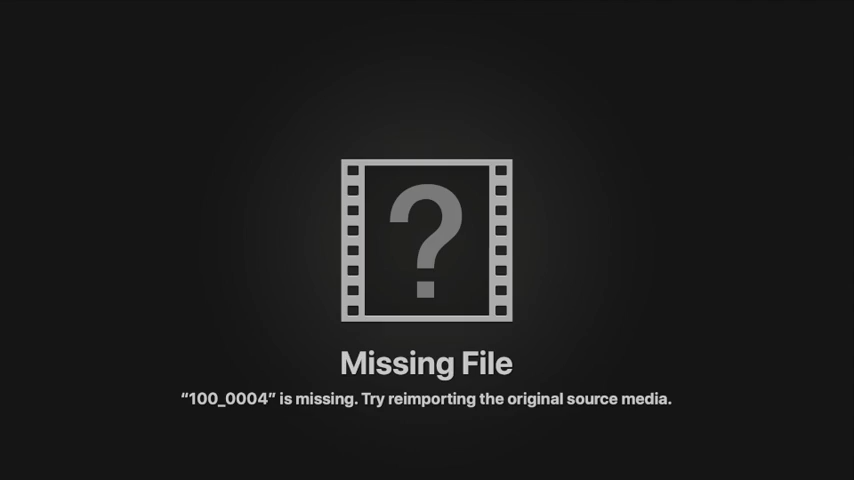 ?
Missing File
“100_0004” is missing. Try reimporting the original source media.